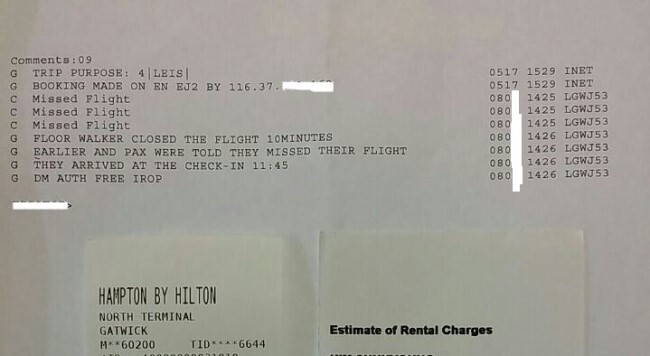 Comments:09
G TRIP PURPOSE: 4|LEIS| 0517 1529 INET
G BOOKING MADE ON EN EJ2 BY 116.37. 0517 1529 INET
C Missed Flight 080 1425 LGWJ53
C Missed Flight 080 1425 LGWJ53
C Missed Flight 080 1425 LGWJ53
G FLOOR WALKER CLOSED THE FLIGHT 10MINUTES 080 1426 LGWJ53
G EARLIER AND PAX WERE TOLD THEY MISSED THEIR FLIGHT 080 1426 LGWJ53
G THEY ARRIVED AT THE CHECK-IN 11:45 080 1426 LGWJ53
G DM AUTH FREE IROP 080 1426 LGWJ53
>
HAMPTON BY HILTON
NORTH TERMINAL
GATWICK
M**60200 TID****6644
Estimate of Rental Charges